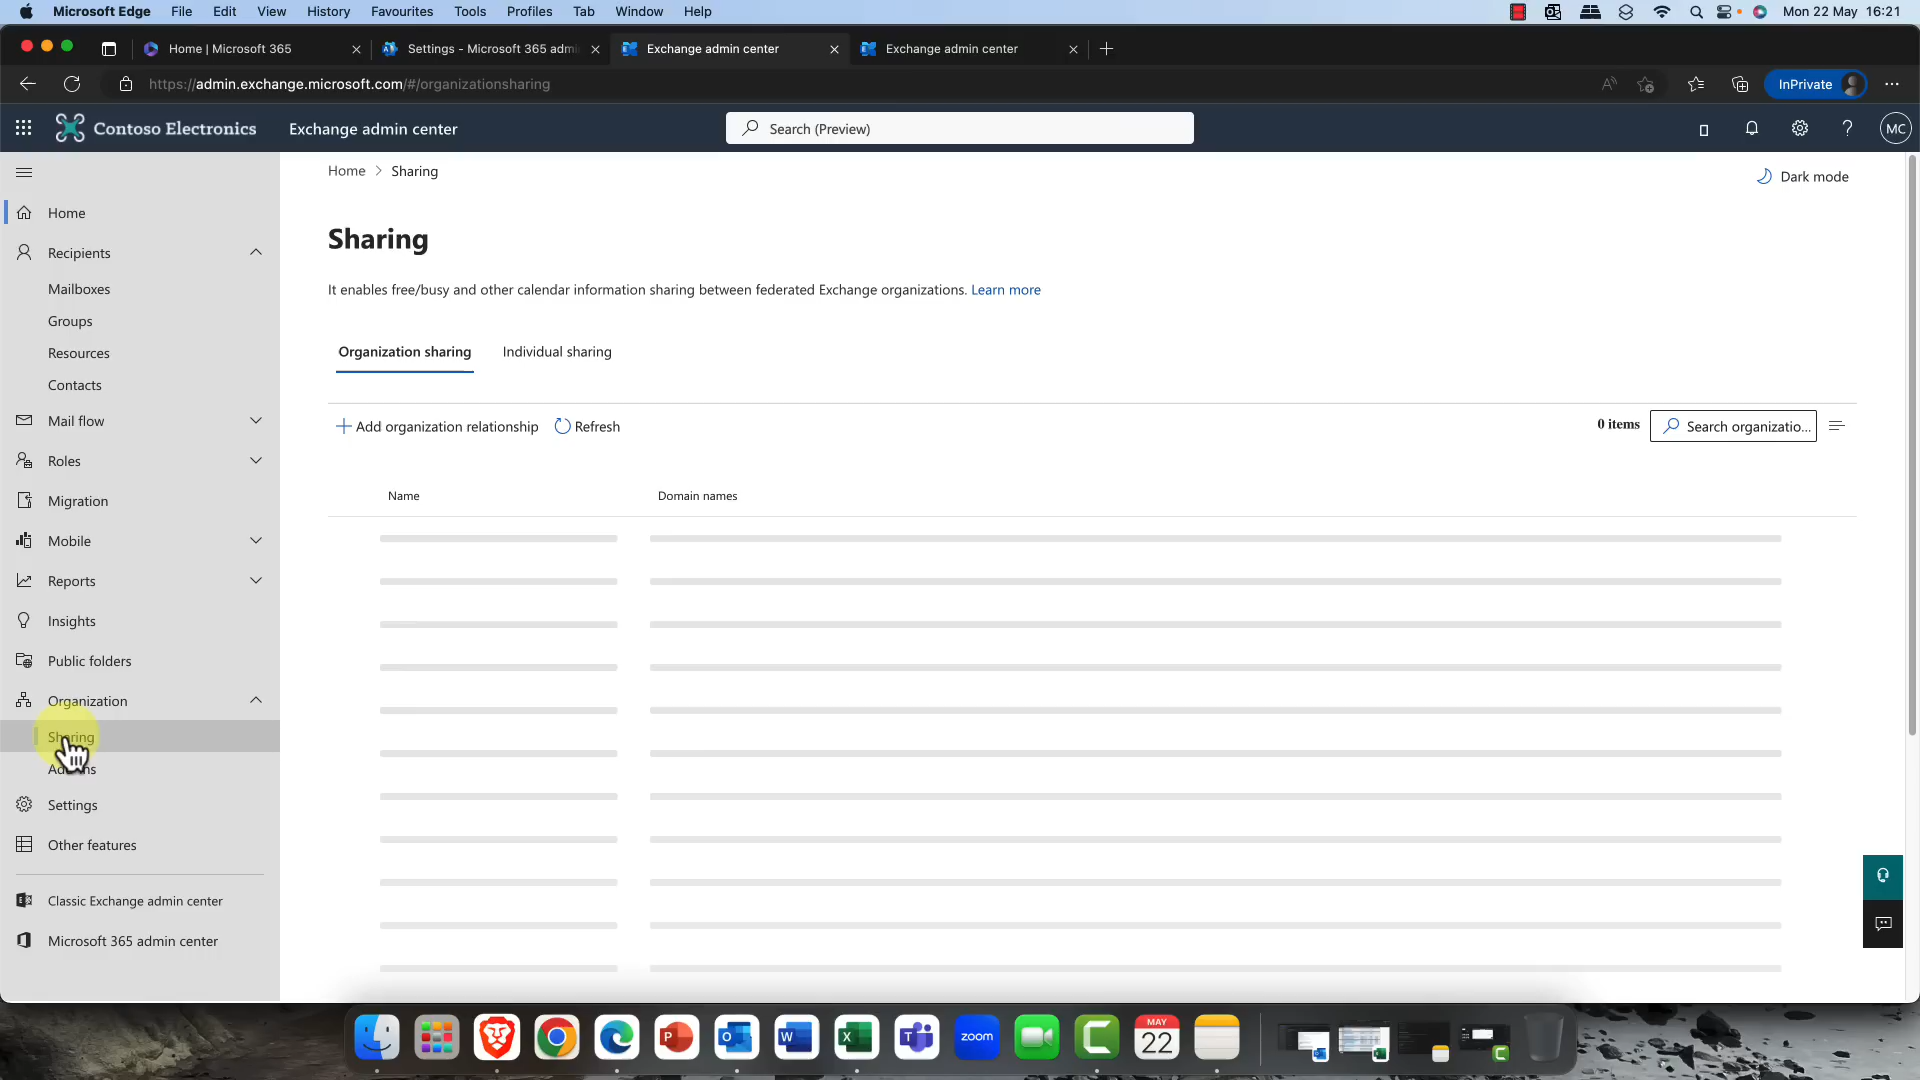 Microsoft Edge File Edit View History Favourites Tools Profiles Tab Window Help Mon 22 May 16:21
Home | Microsoft 365 Settings - Microsoft 365 admi Exchange admin center Exchange admin center
https://admin.exchange.microsoft.com/#/organizationsharing InPrivate
Contoso Electronics Exchange admin center Search (Preview) MC
Home > Sharing Dark mode
Home
Recipients
Mailboxes
Groups
Resources
Contacts
Mail flow
Roles
Migration
Mobile
Reports
Insights
Public folders
Organization
Sharing
Settings
Other features
Classic Exchange admin center
Microsoft 365 admin center
Sharing
It enables free/busy and other calendar information sharing between federated Exchange organizations. Learn more
Organization sharing Individual sharing
Add organization relationship Refresh 0 items Search organizatio...
Name Domain names
zoom
MAY
22